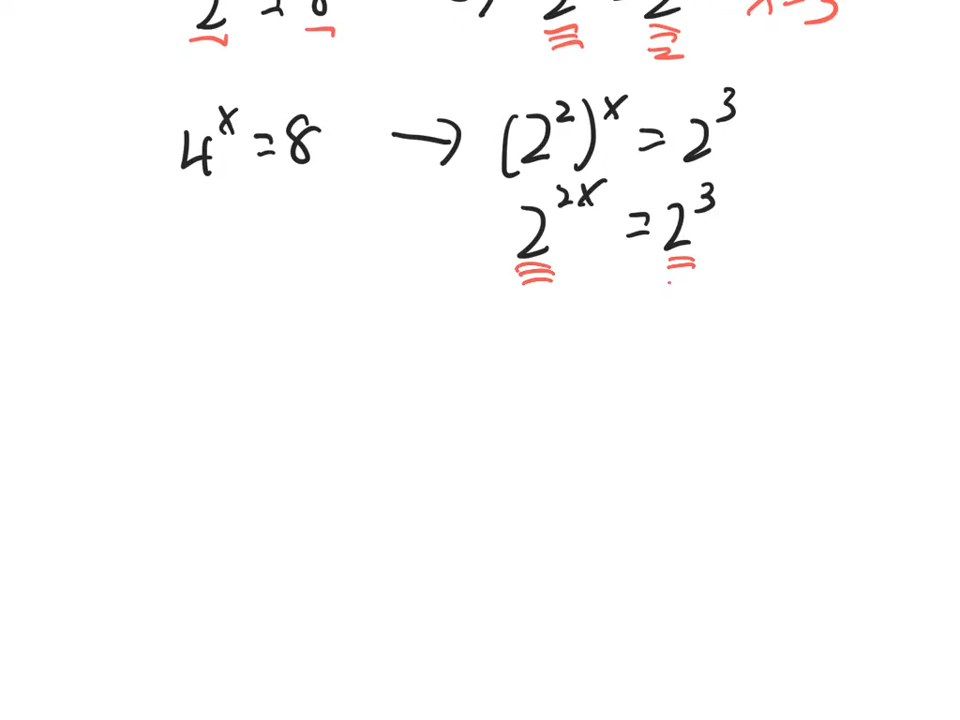 4^x = 8 → (2^2)^x = 2^3
2^{2x} = 2^3